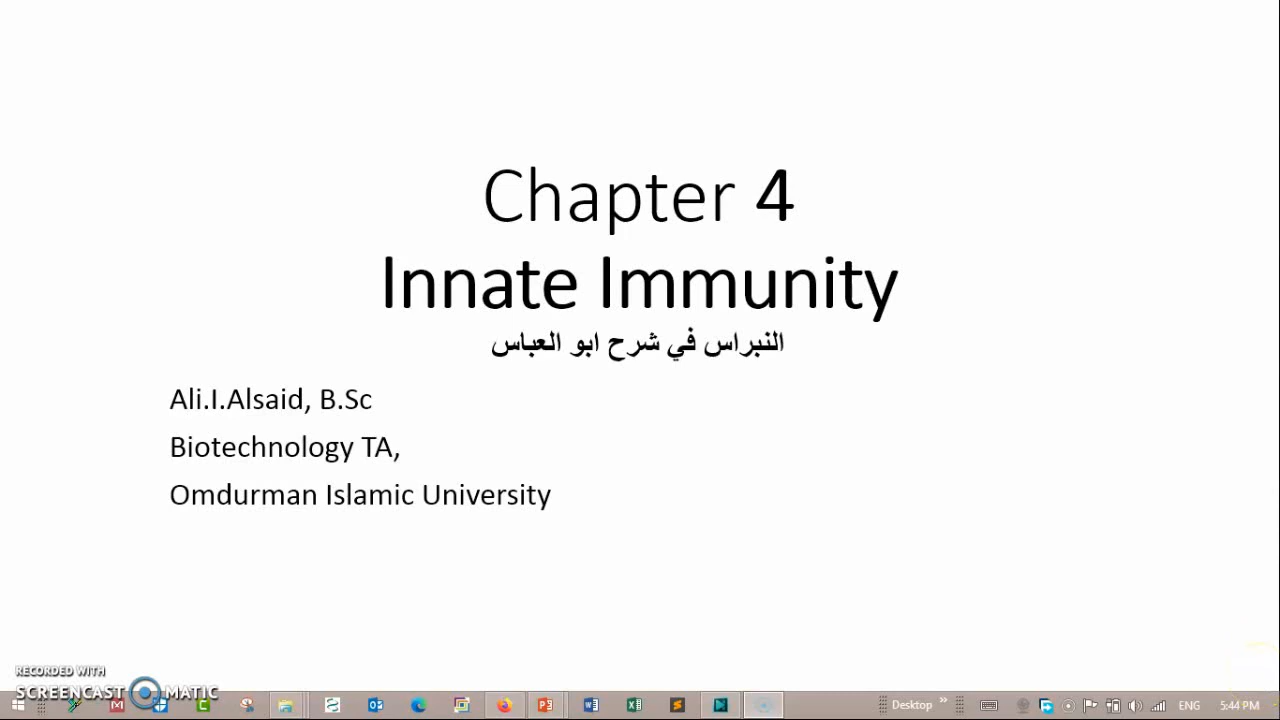 Chapter 4
Innate Immunity
النبراس في شرح ابو العباس
Ali.I.Alsaid, B.Sc
Biotechnology TA,
Omdurman Islamic University
RECORDED WITH
SCREENCAST MATIC
Desktop
ENG
5:44 PM